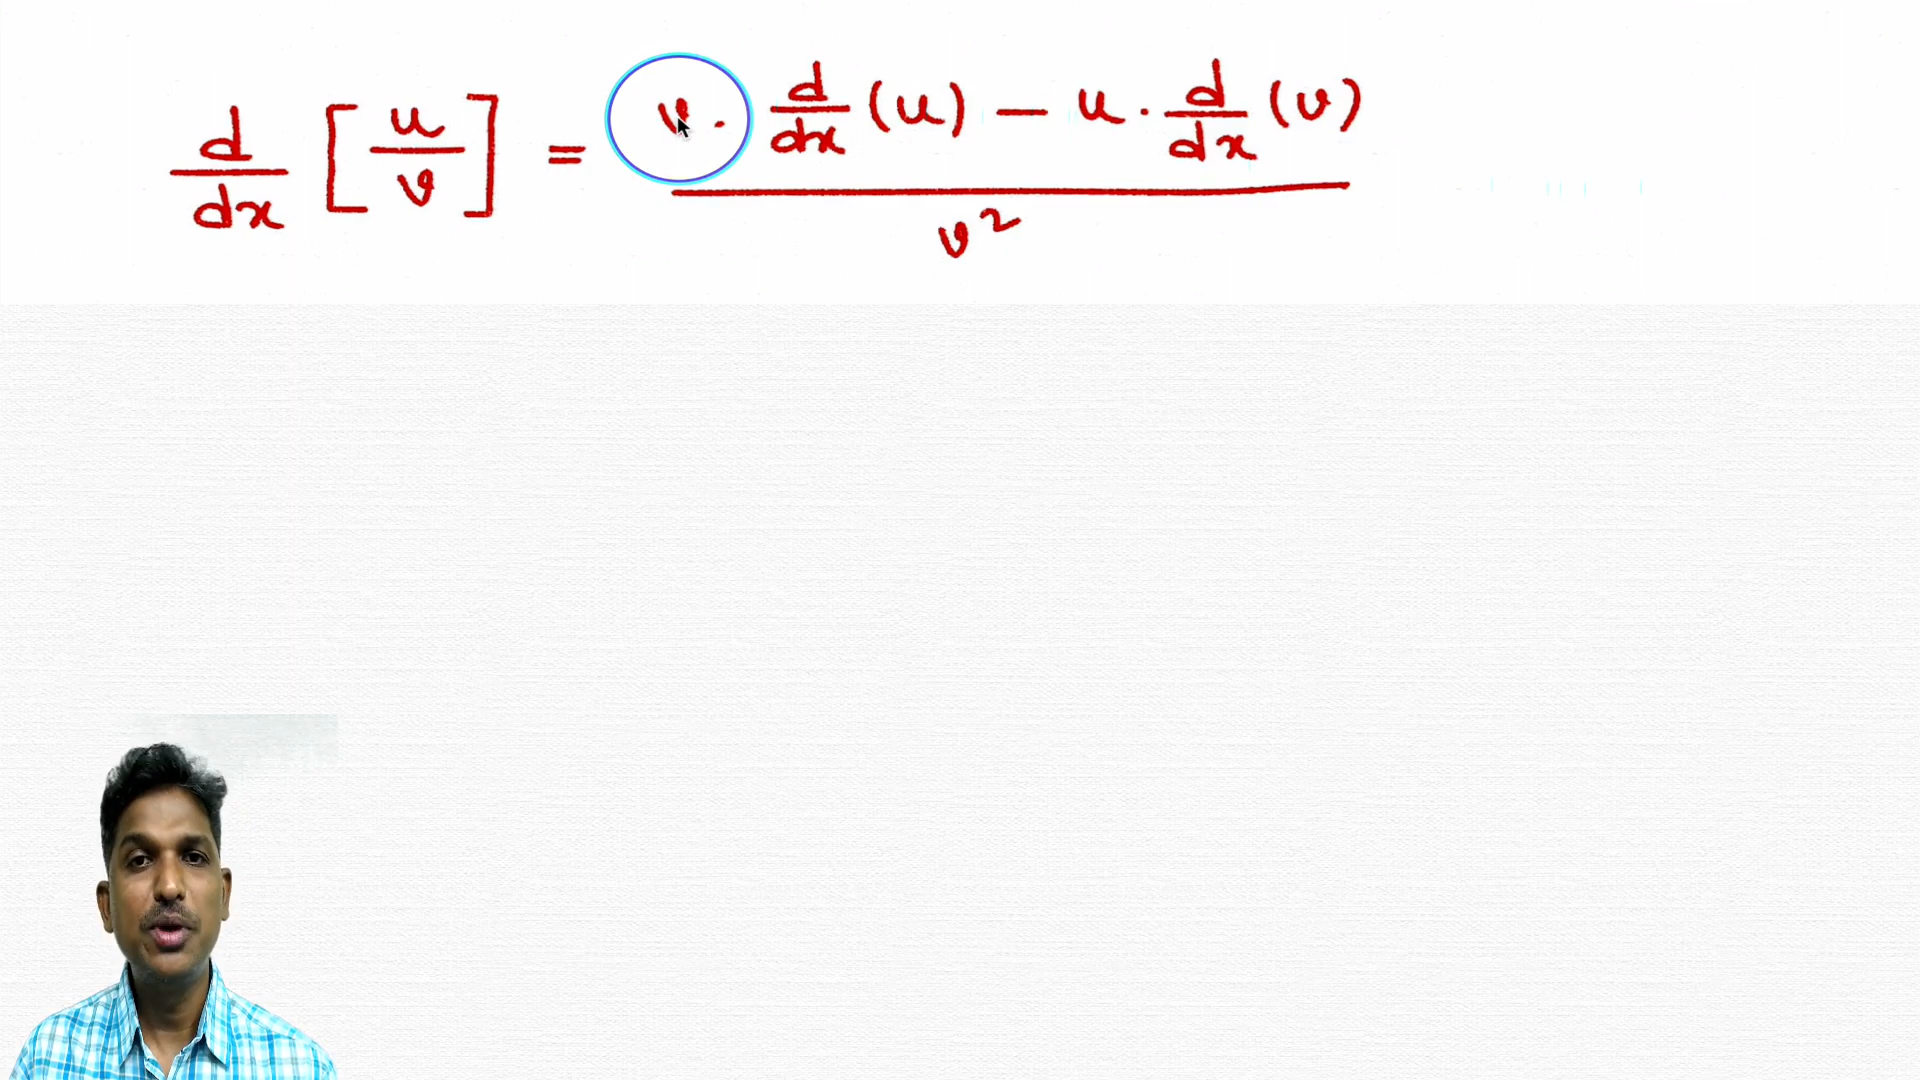 d/dx [u/v] = (v · d/dx (u) − u · d/dx (v)) / v²